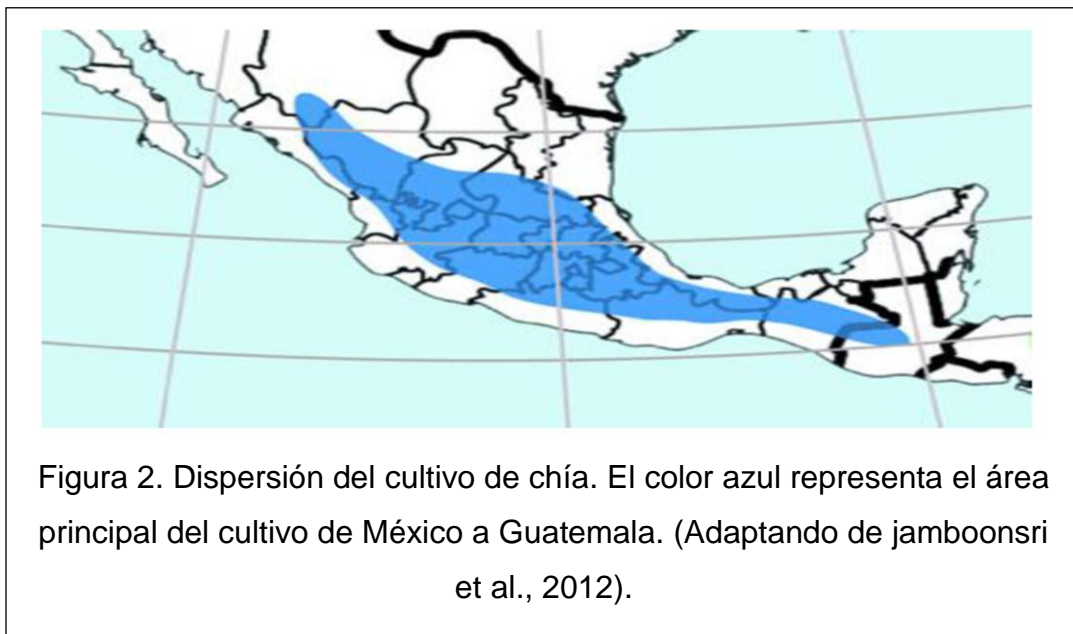 Figura 2. Dispersión del cultivo de chía. El color azul representa el área
principal del cultivo de México a Guatemala. (Adaptando de jamboonsri
et al., 2012).